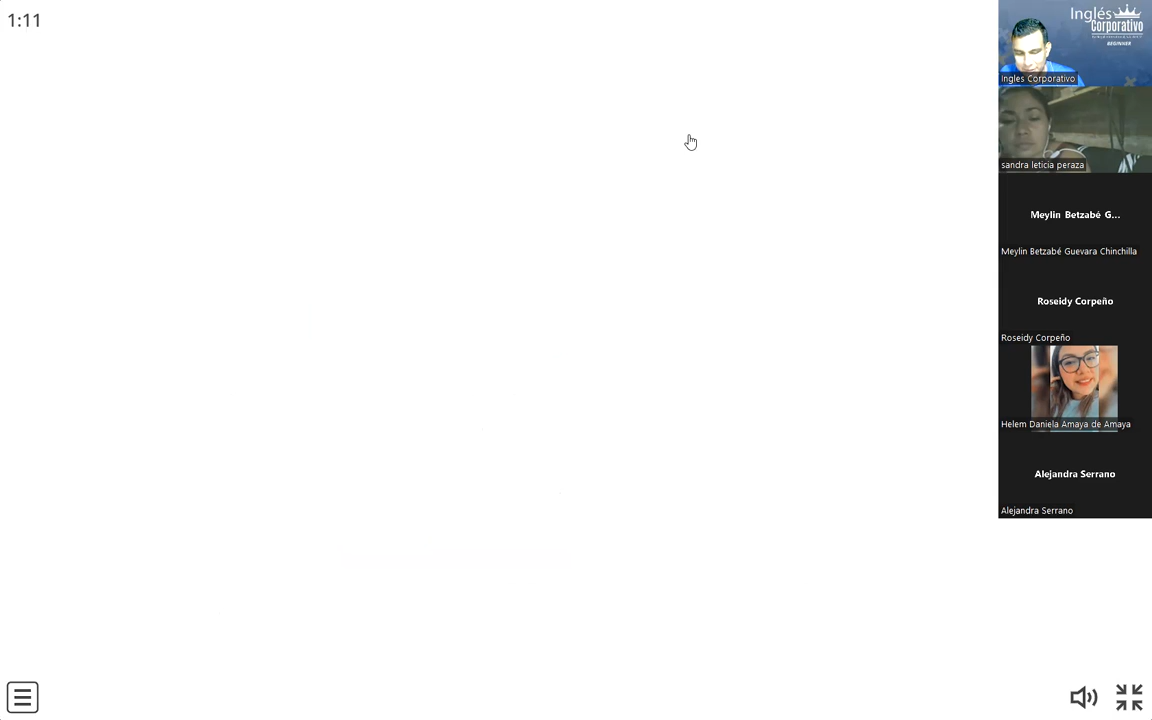 1:11
Inglés
Corporativo
BEGINNER
Ingles Corporativo
sandra leticia peraza
Meylin Betzabé G...
Meylin Betzabé Guevara Chinchilla
Roseidy Corpeño
Roseidy Corpeño
Helem Daniela Amaya de Amaya
Alejandra Serrano
Alejandra Serrano